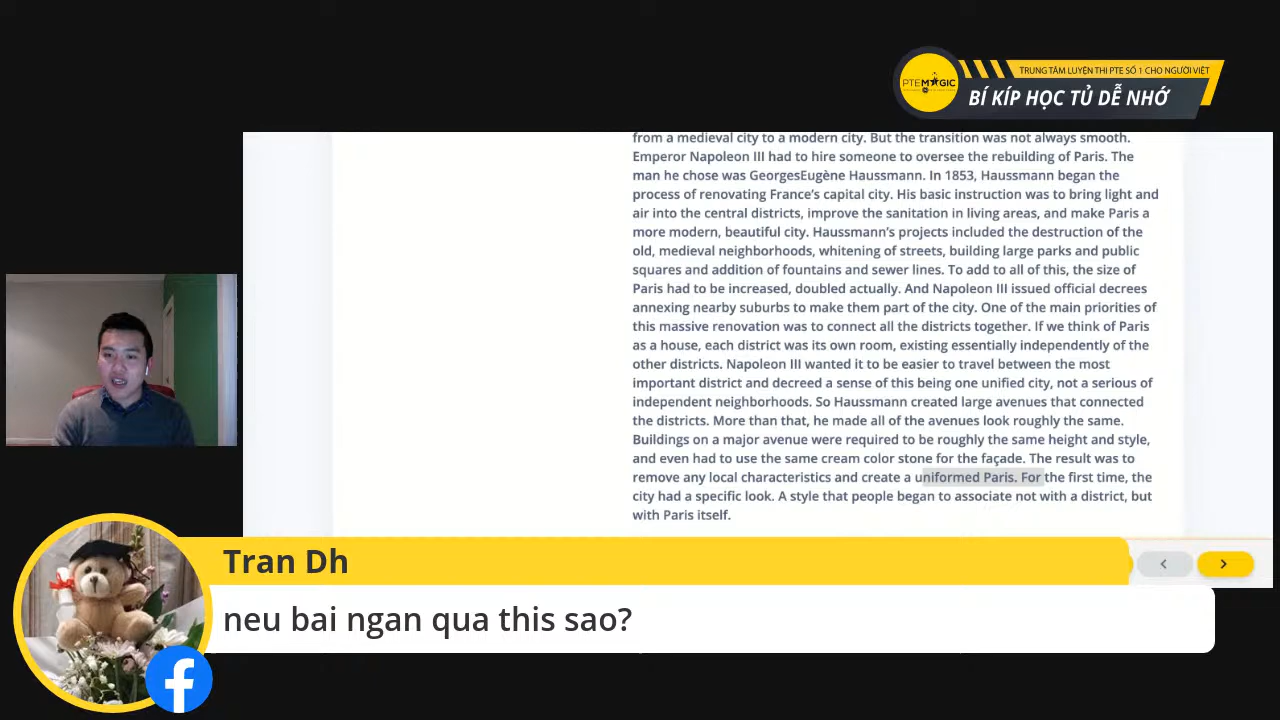 TRUNG TÂM LUYỆN THI PTE SỐ 1 CHO NGƯỜI VIỆT
PTEMAGIC
BÍ KÍP HỌC TỦ DỄ NHỚ
from a medieval city to a modern city. But the transition was not always smooth.
Emperor Napoleon III had to hire someone to oversee the rebuilding of Paris. The
man he chose was GeorgesEugène Haussmann. In 1853, Haussmann began the
process of renovating France's capital city. His basic instruction was to bring light and
air into the central districts, improve the sanitation in living areas, and make Paris a
more modern, beautiful city. Haussmann's projects included the destruction of the
old, medieval neighborhoods, whitening of streets, building large parks and public
squares and addition of fountains and sewer lines. To add to all of this, the size of
Paris had to be increased, doubled actually. And Napoleon III issued official decrees
annexing nearby suburbs to make them part of the city. One of the main priorities of
this massive renovation was to connect all the districts together. If we think of Paris
as a house, each district was its own room, existing essentially independently of the
other districts. Napoleon III wanted it to be easier to travel between the most
important district and decreed a sense of this being one unified city, not a serious of
independent neighborhoods. So Haussmann created large avenues that connected
the districts. More than that, he made all of the avenues look roughly the same.
Buildings on a major avenue were required to be roughly the same height and style,
and even had to use the same cream color stone for the façade. The result was to
remove any local characteristics and create a uniformed Paris. For the first time, the
city had a specific look. A style that people began to associate not with a district, but
with Paris itself.
Tran Dh
neu bai ngan qua this sao?